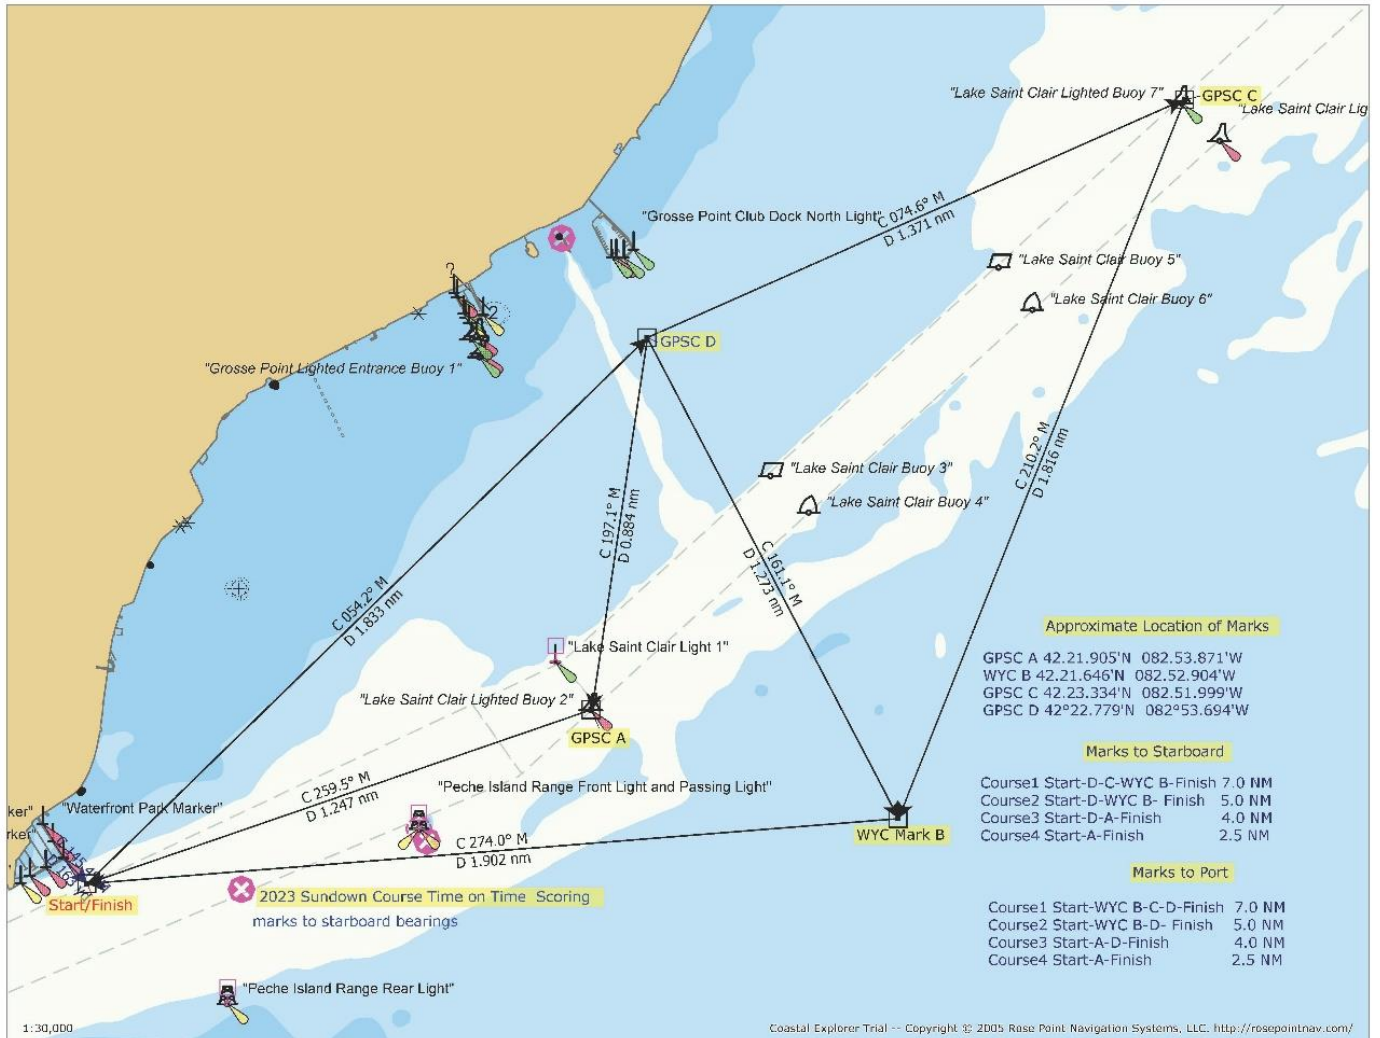 "Lake Saint Clair Lighted Buoy 7"
GPSC C
"Lake Saint Clair Lig
C 074.6° M
D 1.371 nm
"Grosse Point Club Dock North Light"
"Lake Saint Clair Buoy 5"
"Lake Saint Clair Buoy 6"
?
2
GPSC D
"Grosse Point Lighted Entrance Buoy 1"
"Lake Saint Clair Buoy 3"
"Lake Saint Clair Buoy 4"
C 210.2° M
D 1.816 nm
C 197.1° M
D 0.884 nm
C 161.1° M
D 1.273 nm
C 054.2° M
D 1.833 nm
"Lake Saint Clair Light 1"
"Lake Saint Clair Lighted Buoy 2"
GPSC A
Approximate Location of Marks
GPSC A 42.21.905'N 082.53.871'W
WYC B 42.21.646'N 082.52.904'W
GPSC C 42.23.334'N 082.51.999'W
GPSC D 42°22.779'N 082°53.694'W
Marks to Starboard
Course1 Start-D-C-WYC B-Finish 7.0 NM
Course2 Start-D-WYC B- Finish 5.0 NM
Course3 Start-D-A-Finish 4.0 NM
Course4 Start-A-Finish 2.5 NM
C 259.5° M
D 1.247 nm
"Peche Island Range Front Light and Passing Light"
ker"
"Waterfront Park Marker"
rker"
C 274.0° M
D 1.902 nm
WYC Mark B
Start/Finish
2023 Sundown Course Time on Time Scoring
marks to starboard bearings
Marks to Port
Course1 Start-WYC B-C-D-Finish 7.0 NM
Course2 Start-WYC B-D- Finish 5.0 NM
Course3 Start-A-D-Finish 4.0 NM
Course4 Start-A-Finish 2.5 NM
"Peche Island Range Rear Light"
1:30,000
Coastal Explorer Trial -- Copyright © 2005 Rose Point Navigation Systems, LLC. http://rosepointnav.com/